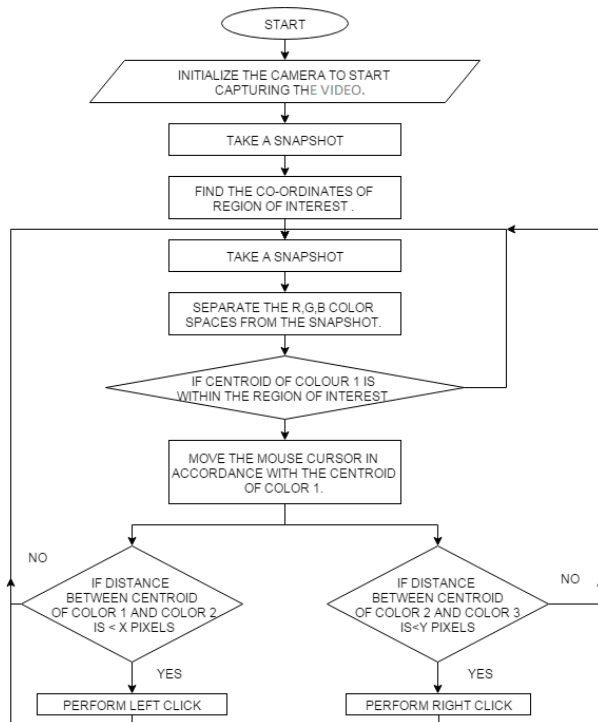 START
INITIALIZE THE CAMERA TO START
CAPTURING THE VIDEO.
TAKE A SNAPSHOT
FIND THE CO-ORDINATES OF
REGION OF INTEREST .
TAKE A SNAPSHOT
SEPARATE THE R,G,B COLOR
SPACES FROM THE SNAPSHOT.
IF CENTROID OF COLOUR 1 IS
WITHIN THE REGION OF INTEREST
MOVE THE MOUSE CURSOR IN
ACCORDANCE WITH THE CENTROID
OF COLOR 1.
NO
IF DISTANCE
BETWEEN CENTROID
OF COLOR 1 AND COLOR 2
IS < X PIXELS
YES
PERFORM LEFT CLICK
IF DISTANCE
BETWEEN CENTROID
OF COLOR 2 AND COLOR 3
IS<Y PIXELS
NO
YES
PERFORM RIGHT CLICK